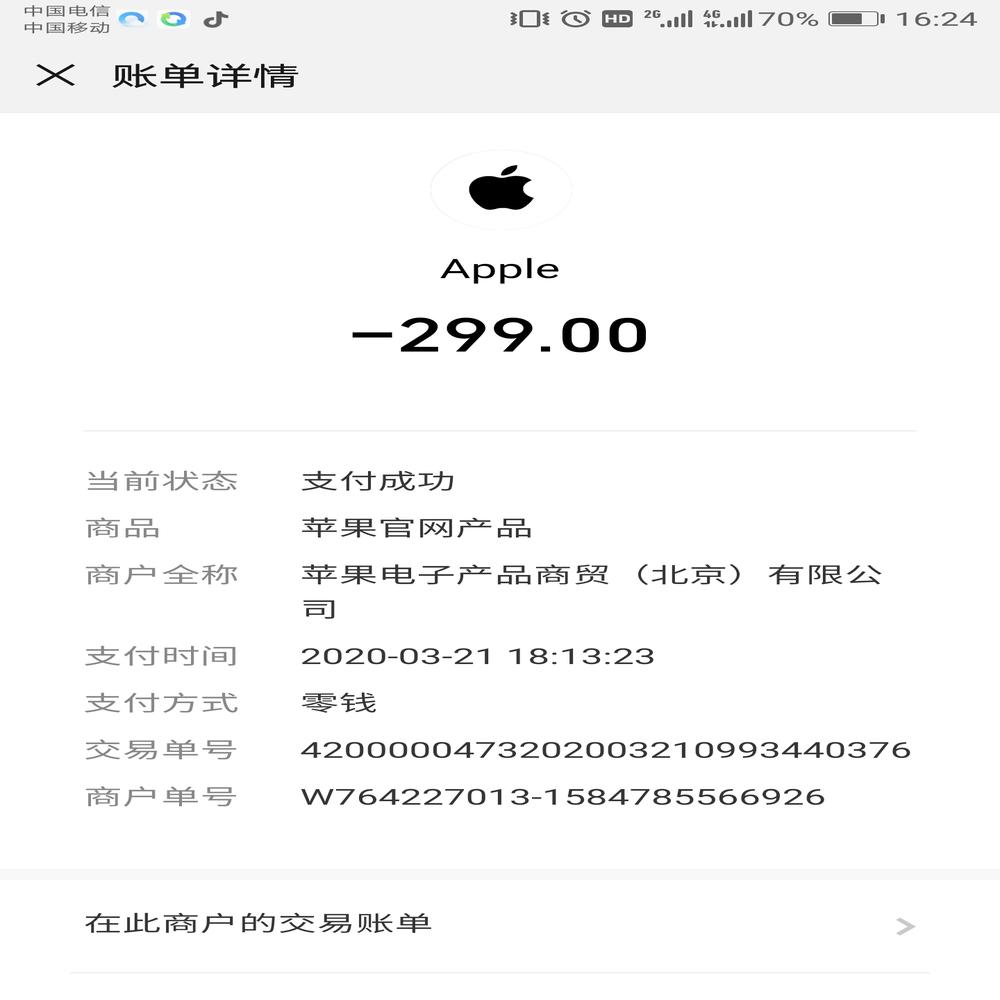 中国电信
中国移动
HD 2G 4G 70% 16:24
账单详情
Apple
-299.00
当前状态 支付成功
商品 苹果官网产品
商户全称 苹果电子产品商贸（北京）有限公
司
支付时间 2020-03-21 18:13:23
支付方式 零钱
交易单号 4200000473202003210993440376
商户单号 W764227013-1584785566926
在此商户的交易账单